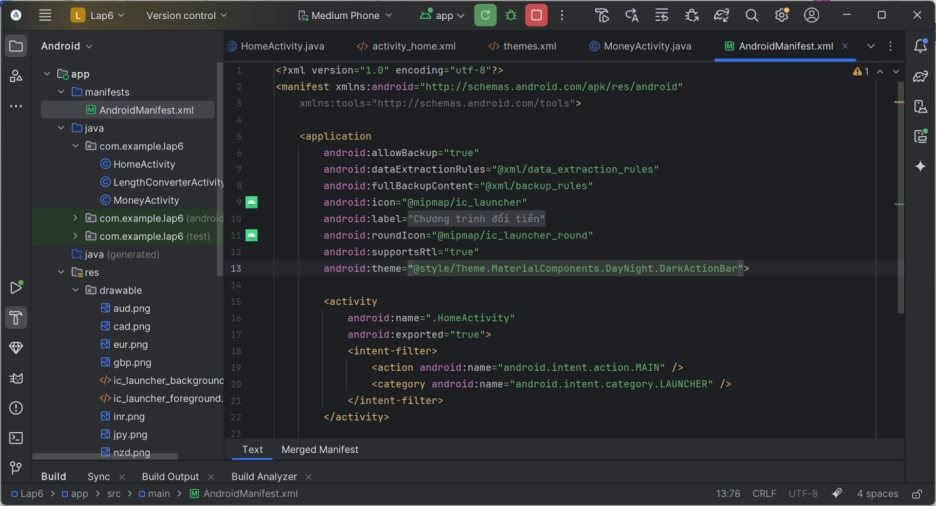 Lap6
Version control
Medium Phone
app
Android
HomeActivity.java
activity_home.xml
themes.xml
MoneyActivity.java
AndroidManifest.xml
app
manifests
AndroidManifest.xml
java
com.example.lap6
HomeActivity
LengthConverterActivity
MoneyActivity
com.example.lap6 (androi
com.example.lap6 (test)
java (generated)
res
drawable
aud.png
cad.png
eur.png
gbp.png
ic_launcher_background
ic_launcher_foreground.
inr.png
jpy.png
nzd.png
1
1 <?xml version="1.0" encoding="utf-8"?>
2 <manifest xmlns:android="http://schemas.android.com/apk/res/android"
3 xmlns:tools="http://schemas.android.com/tools">
4
5 <application
6 android:allowBackup="true"
7 android:dataExtractionRules="@xml/data_extraction_rules"
8 android:fullBackupContent="@xml/backup_rules"
9 android:icon="@mipmap/ic_launcher"
10 android:label="Chương trình đổi tiền"
11 android:roundIcon="@mipmap/ic_launcher_round"
12 android:supportsRtl="true"
13 android:theme="@style/Theme.MaterialComponents.DayNight.DarkActionBar">
14
15 <activity
16 android:name=".HomeActivity"
17 android:exported="true">
18 <intent-filter>
19 <action android:name="android.intent.action.MAIN" />
20 <category android:name="android.intent.category.LAUNCHER" />
21 </intent-filter>
22 </activity>
23
Text
Merged Manifest
Build
Sync
Build Output
Build Analyzer
Lap6 > app > src > main > AndroidManifest.xml
13:78
CRLF
UTF-8
4 spaces